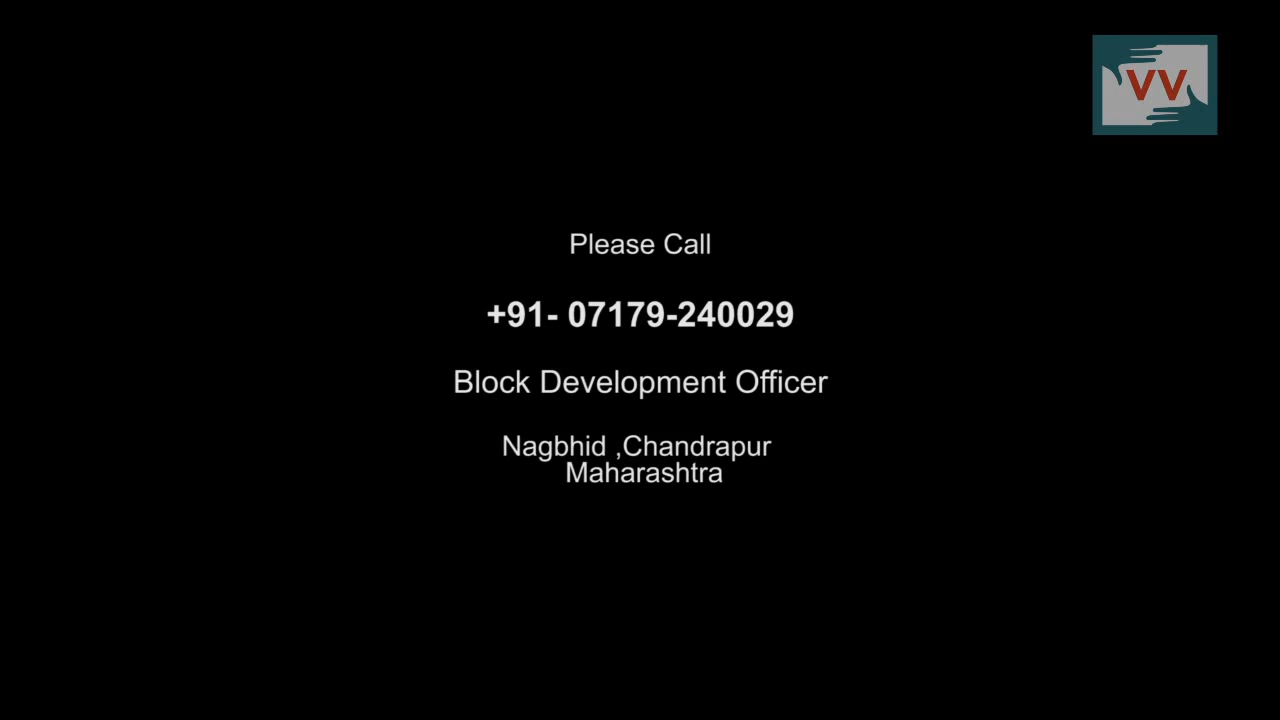 VV
Please Call
+91- 07179-240029
Block Development Officer
Nagbhid ,Chandrapur
Maharashtra